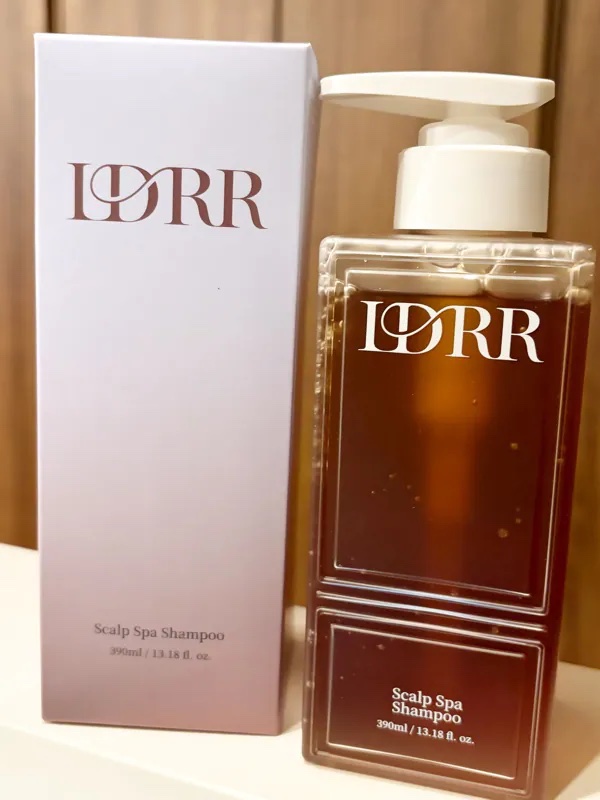 LDRR
Scalp Spa Shampoo
390ml / 13.18 fl. oz.
LDRR
Scalp Spa
Shampoo
390ml / 13.18 fl. oz.